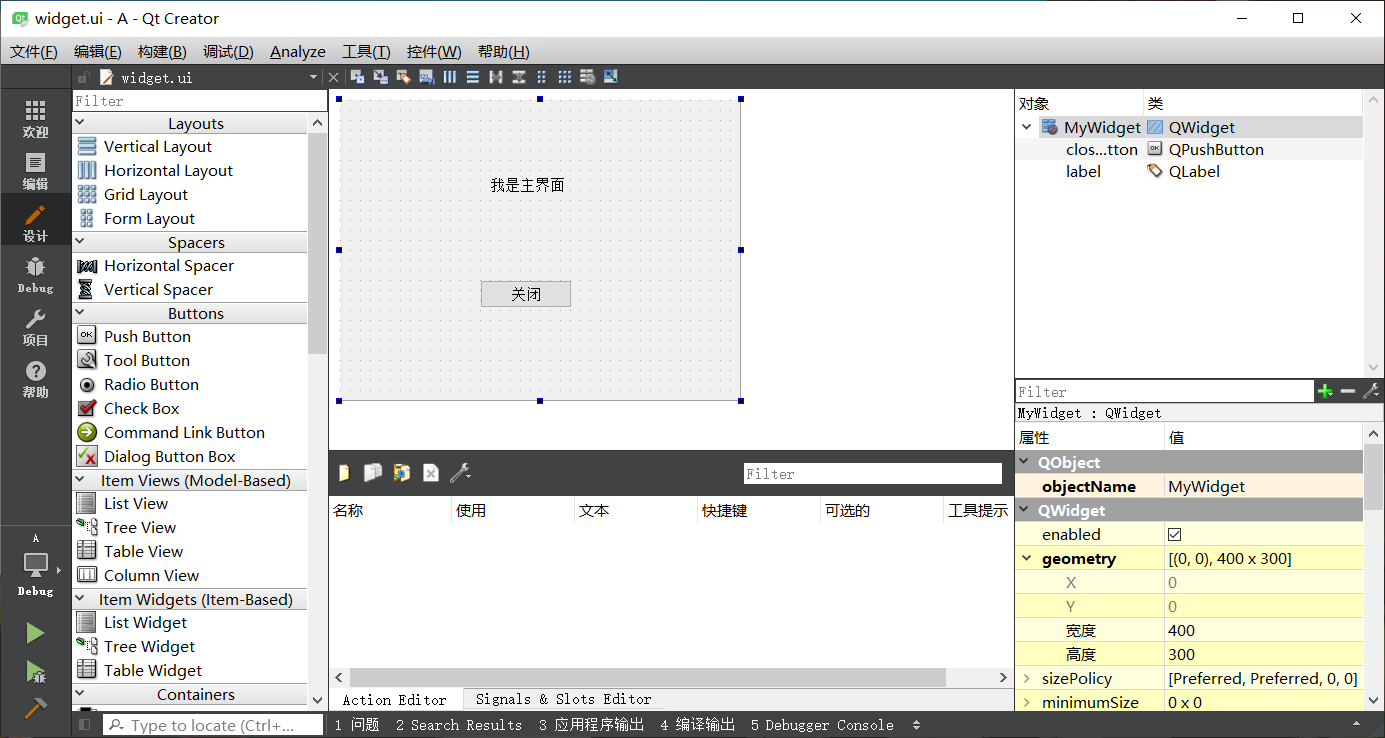 widget.ui - A - Qt Creator
文件(F) 编辑(E) 构建(B) 调试(D) Analyze 工具(T) 控件(W) 帮助(H)
widget.ui
欢迎
编辑
设计
Debug
项目
帮助
A
Debug
Filter
Layouts
Vertical Layout
Horizontal Layout
Grid Layout
Form Layout
Spacers
Horizontal Spacer
Vertical Spacer
Buttons
OK Push Button
Tool Button
Radio Button
Check Box
Command Link Button
Dialog Button Box
Item Views (Model-Based)
List View
Tree View
Table View
Column View
Item Widgets (Item-Based)
List Widget
Tree Widget
Table Widget
Containers
我是主界面
关闭
Filter
名称 使用 文本 快捷键 可选的 工具提示
Action Editor Signals & Slots Editor
对象 类
MyWidget QWidget
clos...tton OK QPushButton
label QLabel
Filter
MyWidget : QWidget
属性 值
QObject
objectName MyWidget
QWidget
enabled
geometry [(0, 0), 400 x 300]
X 0
Y 0
宽度 400
高度 300
sizePolicy [Preferred, Preferred, 0, 0]
minimumSize 0 x 0
Type to locate (Ctrl+... 1 问题 2 Search Results 3 应用程序输出 4 编译输出 5 Debugger Console